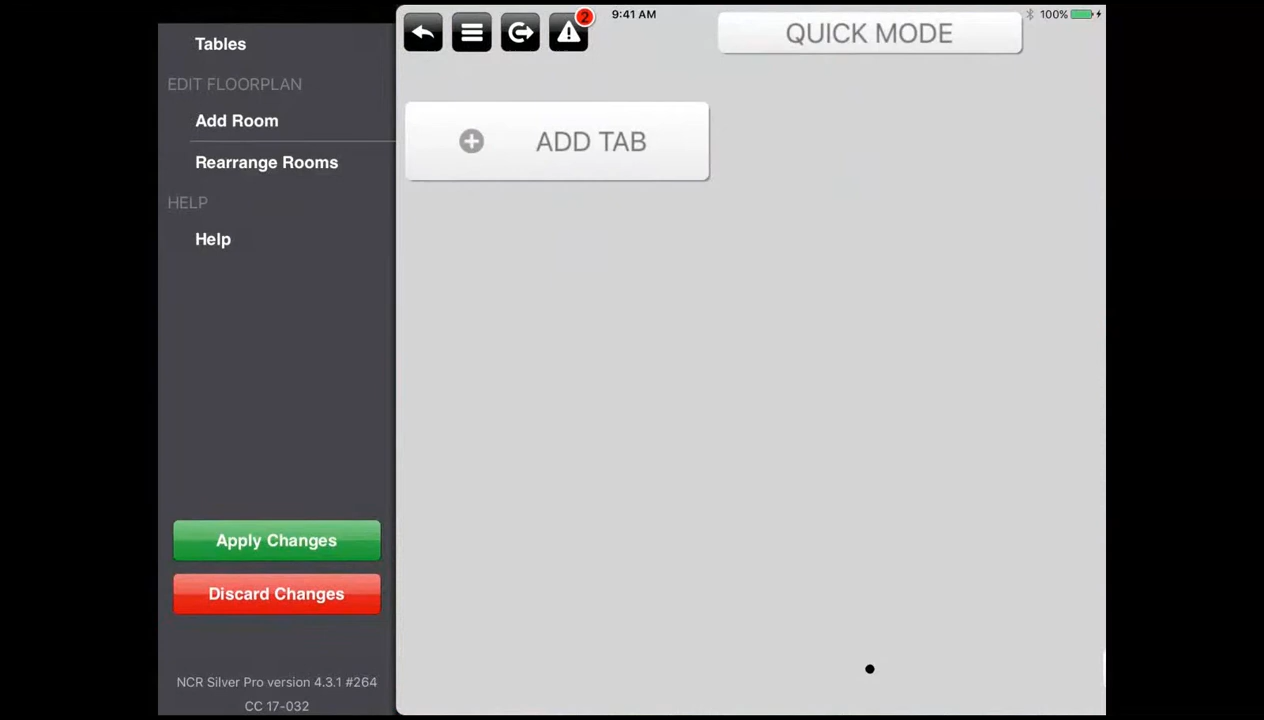 Tables
EDIT FLOORPLAN
Add Room
Rearrange Rooms
HELP
Help
Apply Changes
Discard Changes
NCR Silver Pro version 4.3.1 #264
CC 17-032
2
9:41 AM
100%
QUICK MODE
ADD TAB